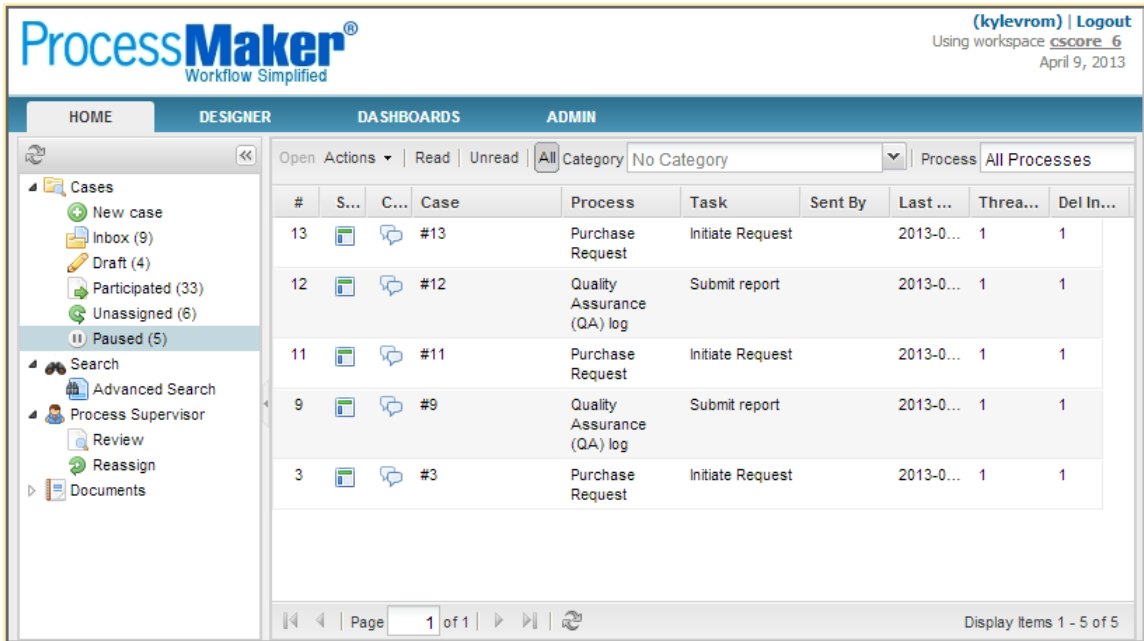 ProcessMaker®
Workflow Simplified
(kylevrom) | Logout
Using workspace cscore_6
April 9, 2013
HOME DESIGNER DASHBOARDS ADMIN
Open Actions | Read | Unread | All Category No Category | Process All Processes
Cases
New case
Inbox (9)
Draft (4)
Participated (33)
Unassigned (6)
Paused (5)
Search
Advanced Search
Process Supervisor
Review
Reassign
Documents
# S... C... Case Process Task Sent By Last ... Threa... Del In...
13 #13 Purchase Initiate Request 2013-0... 1 1
Request
12 #12 Quality Submit report 2013-0... 1 1
Assurance
(QA) log
11 #11 Purchase Initiate Request 2013-0... 1 1
Request
9 #9 Quality Submit report 2013-0... 1 1
Assurance
(QA) log
3 #3 Purchase Initiate Request 2013-0... 1 1
Request
Page 1 of 1
Display Items 1 - 5 of 5